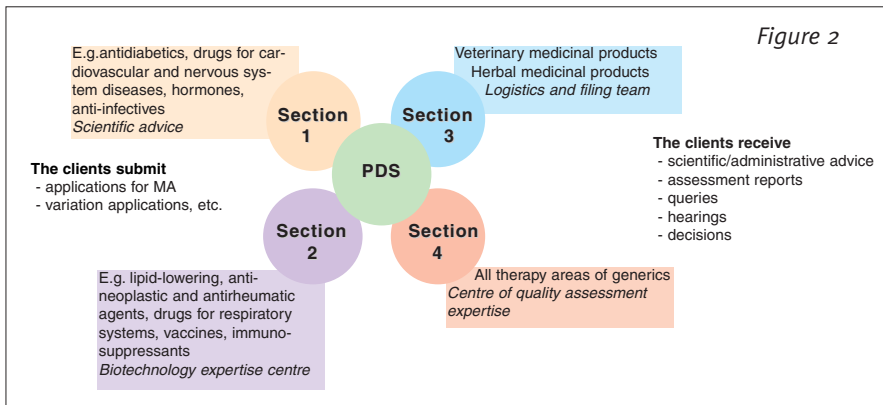 Figure 2
E.g.antidiabetics, drugs for car-
diovascular and nervous sys-
tem diseases, hormones,
anti-infectives
Scientific advice
Section
1
Veterinary medicinal products
Herbal medicinal products
Logistics and filing team
Section
3
The clients submit
- applications for MA
- variation applications, etc.
PDS
The clients receive
- scientific/administrative advice
- assessment reports
- queries
- hearings
- decisions
Section
2
E.g. lipid-lowering, anti-
neoplastic and antirheumatic
agents, drugs for respiratory
systems, vaccines, immuno-
suppressants
Biotechnology expertise centre
Section
4
All therapy areas of generics
Centre of quality assessment
expertise